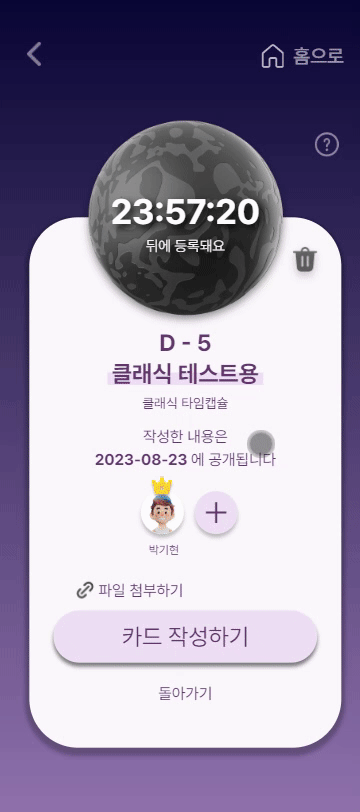 홈으로
?
23:57:20
뒤에 등록돼요
D - 5
클래식 테스트용
클래식 타임캡슐
작성한 내용은
2023-08-23 에 공개됩니다
박기현
파일 첨부하기
카드 작성하기
돌아가기